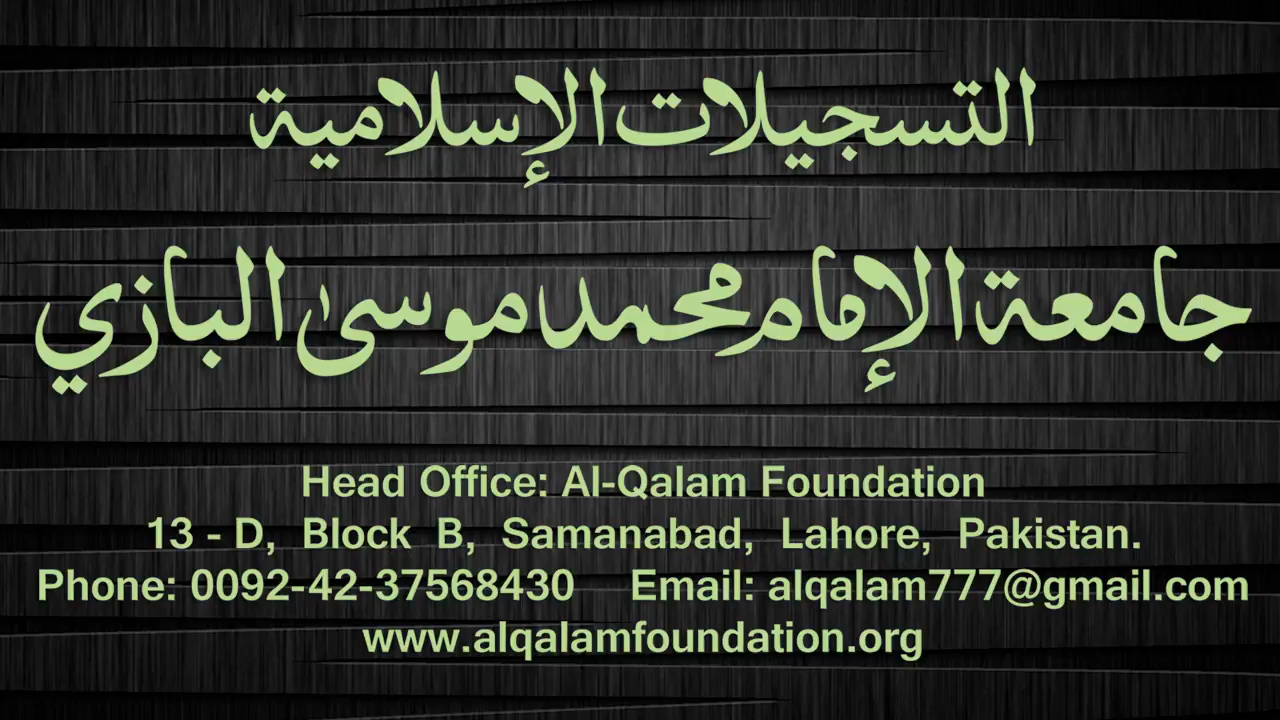 التسجيلات الإسلامية
جامعة الإمام محمد موسىٰ البازي
Head Office: Al-Qalam Foundation
13 - D, Block B, Samanabad, Lahore, Pakistan.
Phone: 0092-42-37568430 Email: alqalam777@gmail.com
www.alqalamfoundation.org